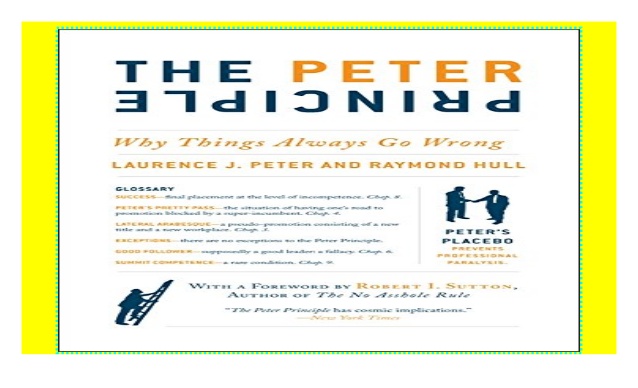 THE PETER
PRINCIPLE
Why Things Always Go Wrong
LAURENCE J. PETER AND RAYMOND HULL
GLOSSARY
SUCCESS—final placement at the level of incompetence. Chap. 8.
PETER'S PRETTY PASS—the situation of having one's road to
promotion blocked by a super-incumbent. Chap. 4.
LATERAL ARABESQUE—a pseudo-promotion consisting of a new
title and a new workplace. Chap. 3.
EXCEPTIONS—there are no exceptions to the Peter Principle.
GOOD FOLLOWER—supposedly a good leader: a fallacy. Chap. 6.
SUMMIT COMPETENCE—a rare condition. Chap. 9.
PETER'S
PLACEBO
PREVENTS
PROFESSIONAL
PARALYSIS.
WITH A FOREWORD BY ROBERT I. SUTTON,
AUTHOR OF The No Asshole Rule
"The Peter Principle has cosmic implications."
—New York Times